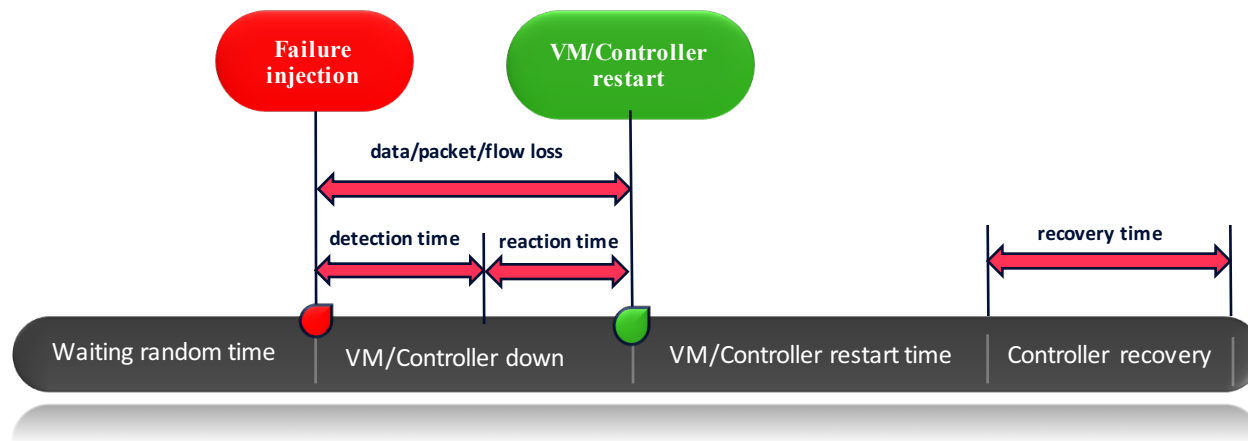 Failure
injection
VM/Controller
restart
data/packet/flow loss
detection time
reaction time
recovery time
Waiting random time
VM/Controller down
VM/Controller restart time
Controller recovery